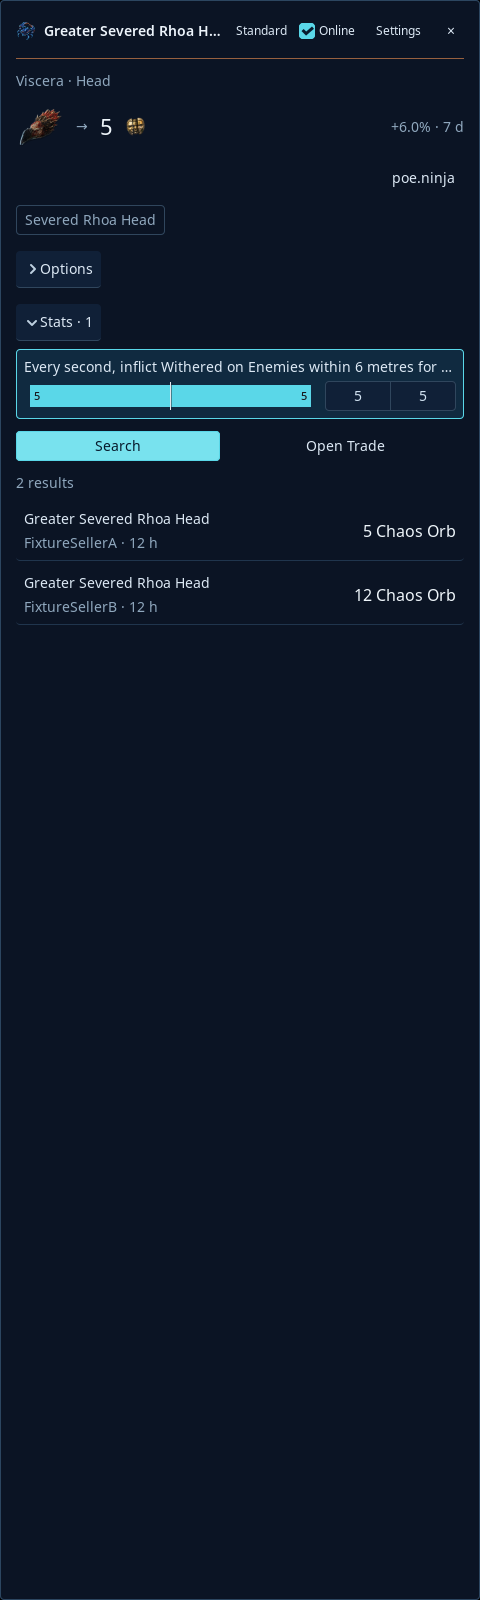 Greater Severed Rhoa H... Standard Online Settings ×
Viscera · Head
→ 5 +6.0% · 7 d
poe.ninja
Severed Rhoa Head
Options
Stats · 1
Every second, inflict Withered on Enemies within 6 metres for ...
5 5 5 5
Search Open Trade
2 results
Greater Severed Rhoa Head
FixtureSellerA · 12 h
5 Chaos Orb
Greater Severed Rhoa Head
FixtureSellerB · 12 h
12 Chaos Orb